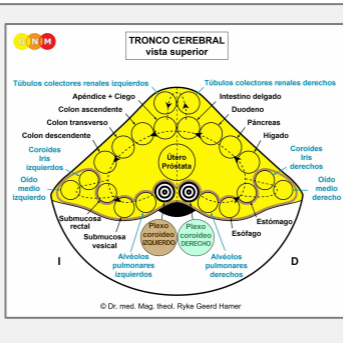 G N M
TRONCO CEREBRAL
vista superior
Túbulos colectores renales izquierdos
Túbulos colectores renales derechos
Apéndice + Ciego
Intestino delgado
Colon ascendente
Duodeno
Colon transverso
Páncreas
Colon descendente
Hígado
Coroides
Iris
izquierdos
Coroides
Iris
derechos
Útero
Próstata
Oído
medio
izquierdo
Oído
medio
derecho
Submucosa
rectal
Submucosa
vesical
Estómago
Esófago
Plexo
coroideo
IZQUIERDO
Plexo
coroideo
DERECHO
I
D
Alvéolos
pulmonares
izquierdos
Alvéolos
pulmonares
derechos
© Dr. med. Mag. theol. Ryke Geerd Hamer